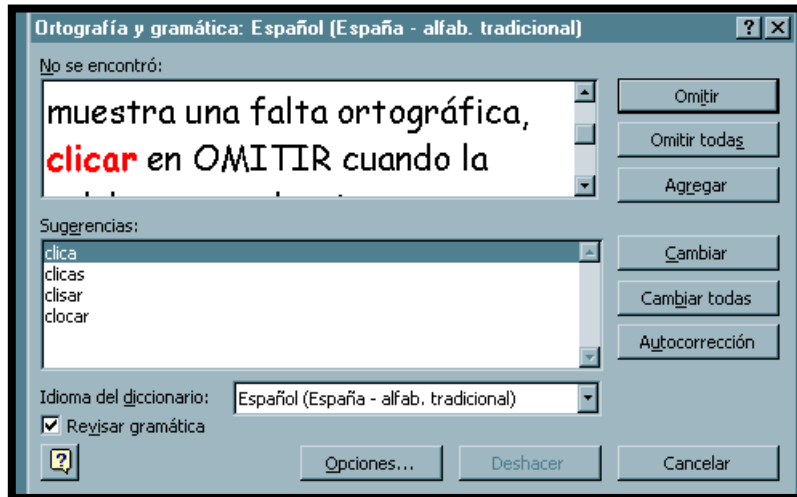 Ortografía y gramática: Español (España - alfab. tradicional)
No se encontró:
muestra una falta ortográfica,
clicar en OMITIR cuando la
Omitir
Omitir todas
Agregar
Sugerencias:
clica
clicas
clisar
clocar
Cambiar
Cambiar todas
Autocorrección
Idioma del diccionario: Español (España - alfab. tradicional)
Revisar gramática
Opciones... Deshacer Cancelar